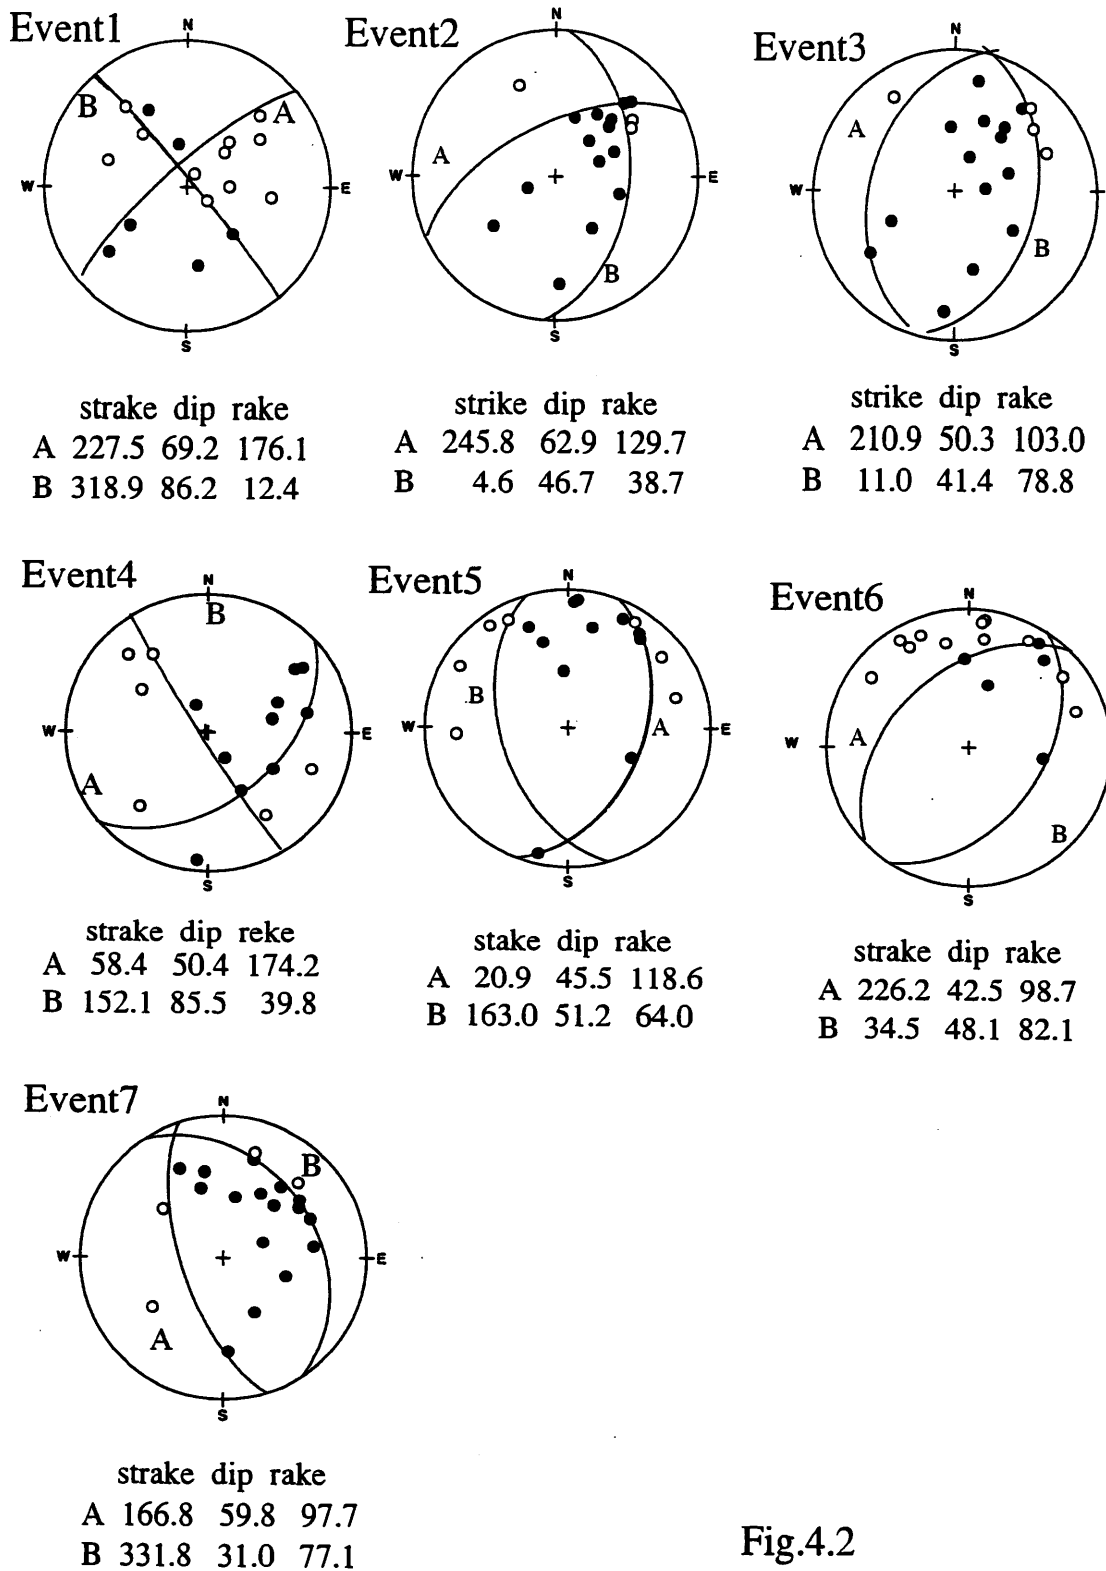 Event1
N
B
A
W
E
S
strake dip rake
A 227.5 69.2 176.1
B 318.9 86.2 12.4
Event2
N
A
W
E
B
S
strike dip rake
A 245.8 62.9 129.7
B 4.6 46.7 38.7
Event3
N
A
W
B
S
strike dip rake
A 210.9 50.3 103.0
B 11.0 41.4 78.8
Event4
N
B
W
E
A
S
strake dip reke
A 58.4 50.4 174.2
B 152.1 85.5 39.8
Event5
N
B
W
A
E
S
stake dip rake
A 20.9 45.5 118.6
B 163.0 51.2 64.0
Event6
N
W
A
B
S
strake dip rake
A 226.2 42.5 98.7
B 34.5 48.1 82.1
Event7
N
B
W
E
A
S
strake dip rake
A 166.8 59.8 97.7
B 331.8 31.0 77.1
Fig.4.2